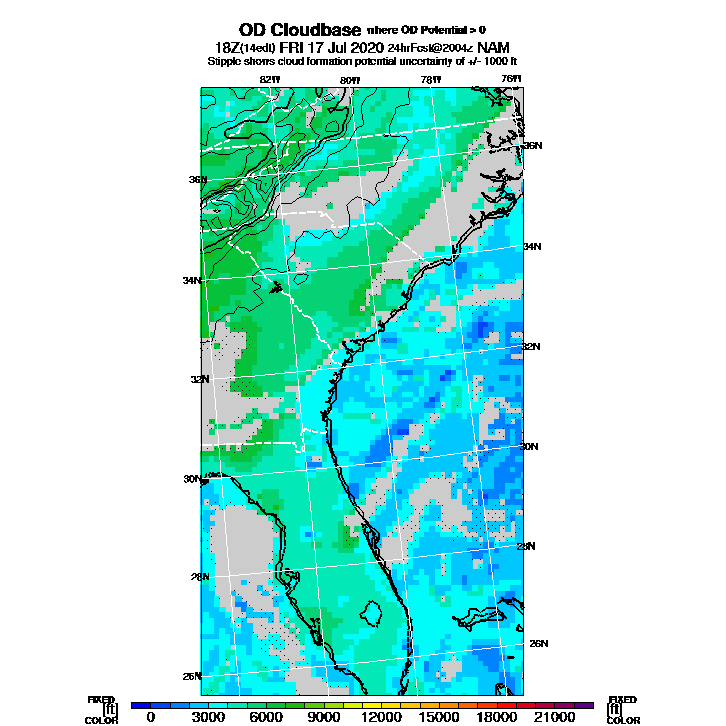 OD Cloudbase where OD Potential > 0
18Z(14edt) FRI 17 Jul 2020 24hrFcst@2004z NAM
Stipple shows cloud formation potential uncertainty of +/- 1000 ft
82W 80W 78W 76W
36N 36N
34N 34N
32N 32N
30N 30N
28N 28N
26N 26N
FIXED FIXED
[ft] 0 3000 6000 9000 12000 15000 18000 21000 [ft]
COLOR COLOR